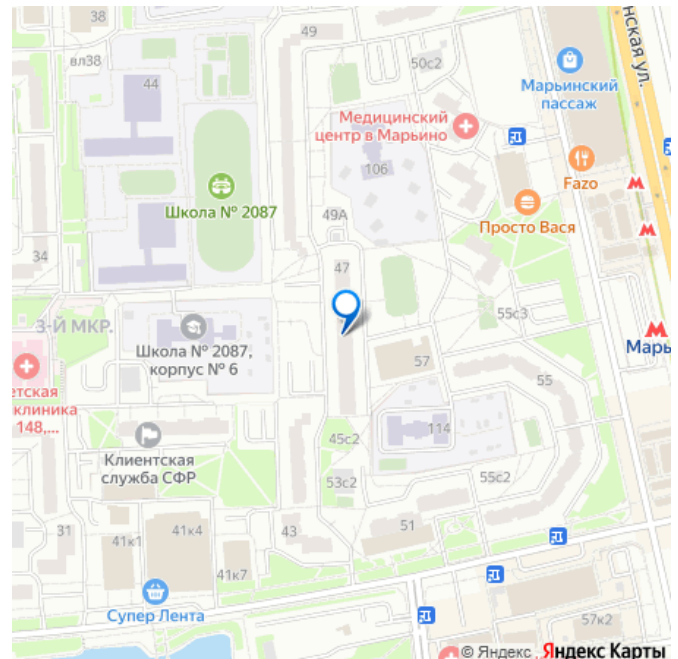 38
49
вл38
44
50с2
нская ул.
Марьинский
пассаж
Медицинский
центр в Марьино
106
Fazo
Школа № 2087
49А
Просто Вася
34
47
55с3
3-Й МКР.
Школа № 2087,
корпус № 6
57
Марь
етская
клиника
148,...
55
114
45с2
Клиентская
служба СФР
53с2
55с2
31
41к1
41к4
43
51
41к7
Супер Лента
57к2
© Яндекс
Яндекс Карты